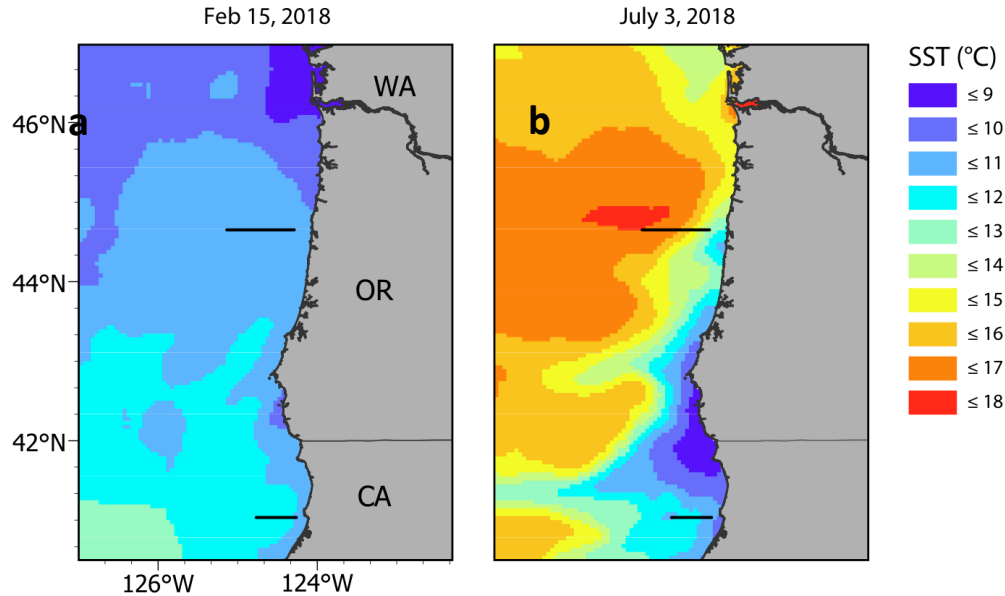 Feb 15, 2018
July 3, 2018
SST (°C)
WA
≤ 9
46°N
a
b
≤ 10
≤ 11
≤ 12
≤ 13
44°N
OR
≤ 14
≤ 15
≤ 16
≤ 17
≤ 18
42°N
CA
126°W
124°W